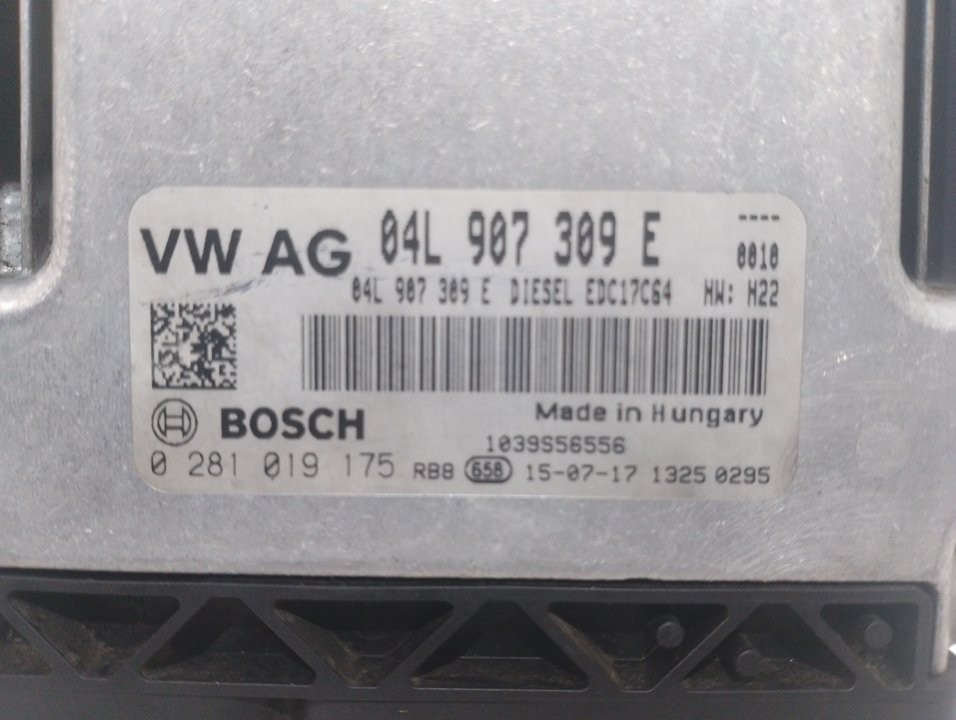 VW AG 04L 907 309 E ----
0010
04L 907 309 E DIESEL EDC17C64 HW: H22
BOSCH Made in Hungary
1039S56556
0 281 019 175 RB8 658 15-07-17 1325 0295